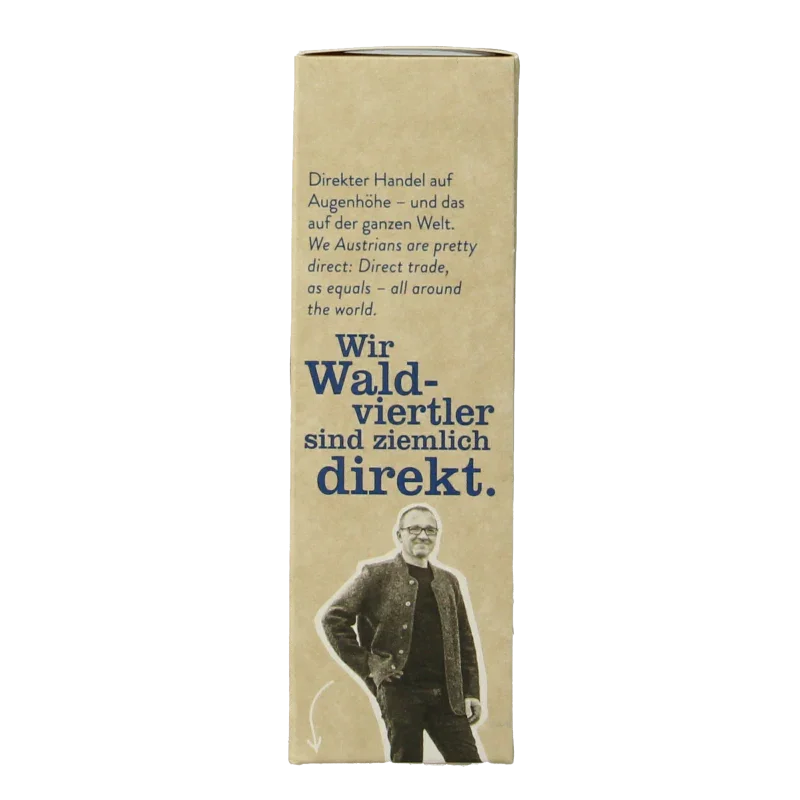 Direkter Handel auf
Augenhöhe – und das
auf der ganzen Welt.
We Austrians are pretty
direct: Direct trade,
as equals – all around
the world.
Wir
Wald-
viertler
sind ziemlich
direkt.